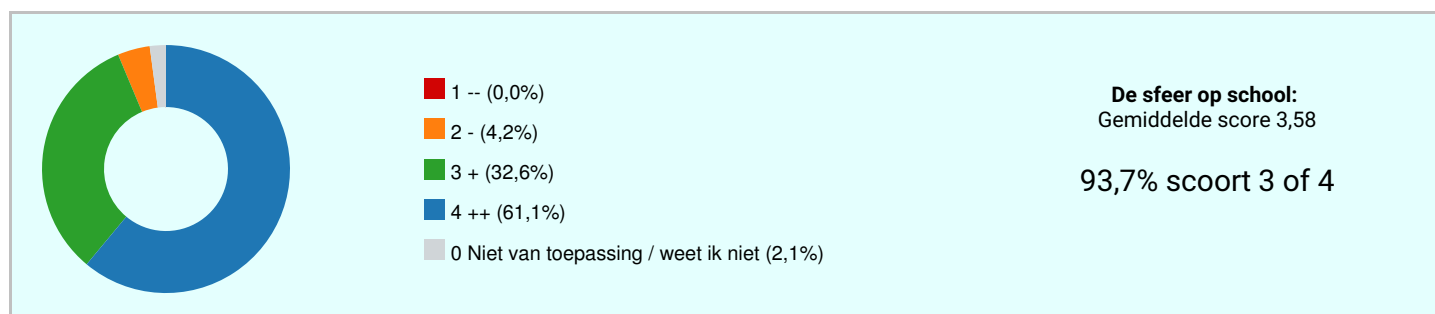 1 -- (0,0%)
2 - (4,2%)
3 + (32,6%)
4 ++ (61,1%)
0 Niet van toepassing / weet ik niet (2,1%)
De sfeer op school:
Gemiddelde score 3,58
93,7% scoort 3 of 4